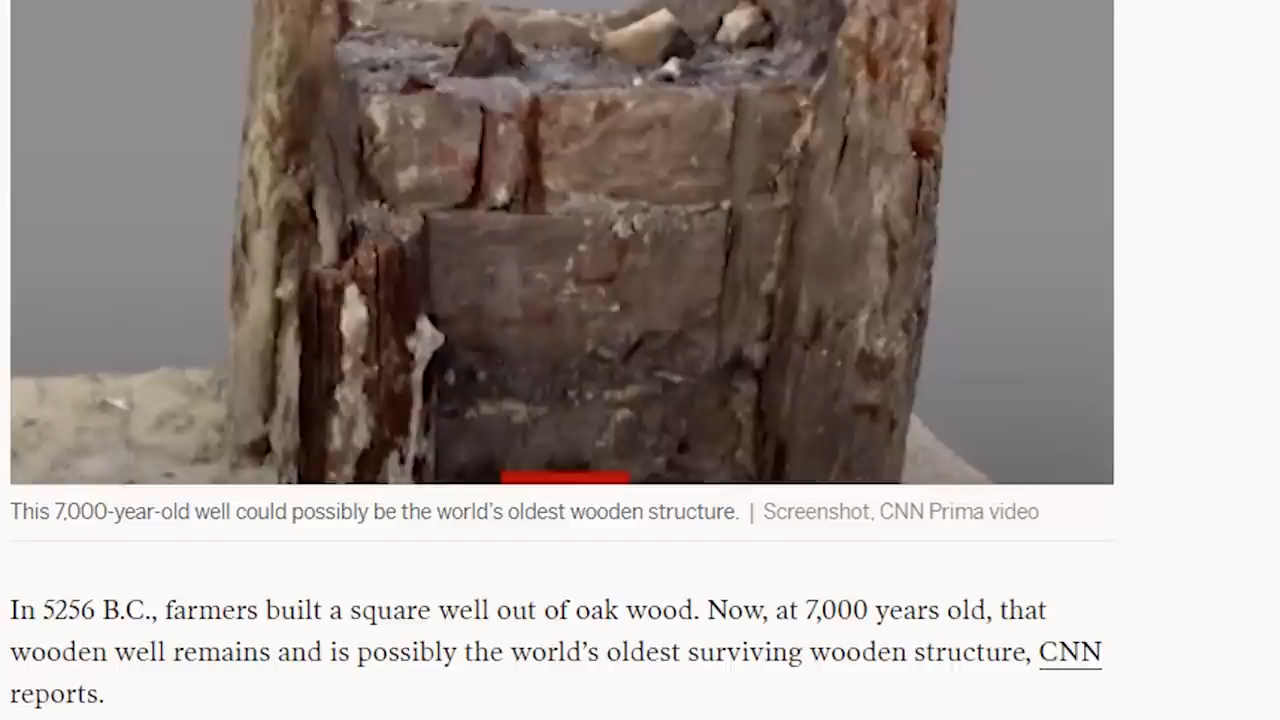 This 7,000-year-old well could possibly be the world’s oldest wooden structure. | Screenshot, CNN Prima video
In 5256 B.C., farmers built a square well out of oak wood. Now, at 7,000 years old, that
wooden well remains and is possibly the world’s oldest surviving wooden structure, CNN
reports.